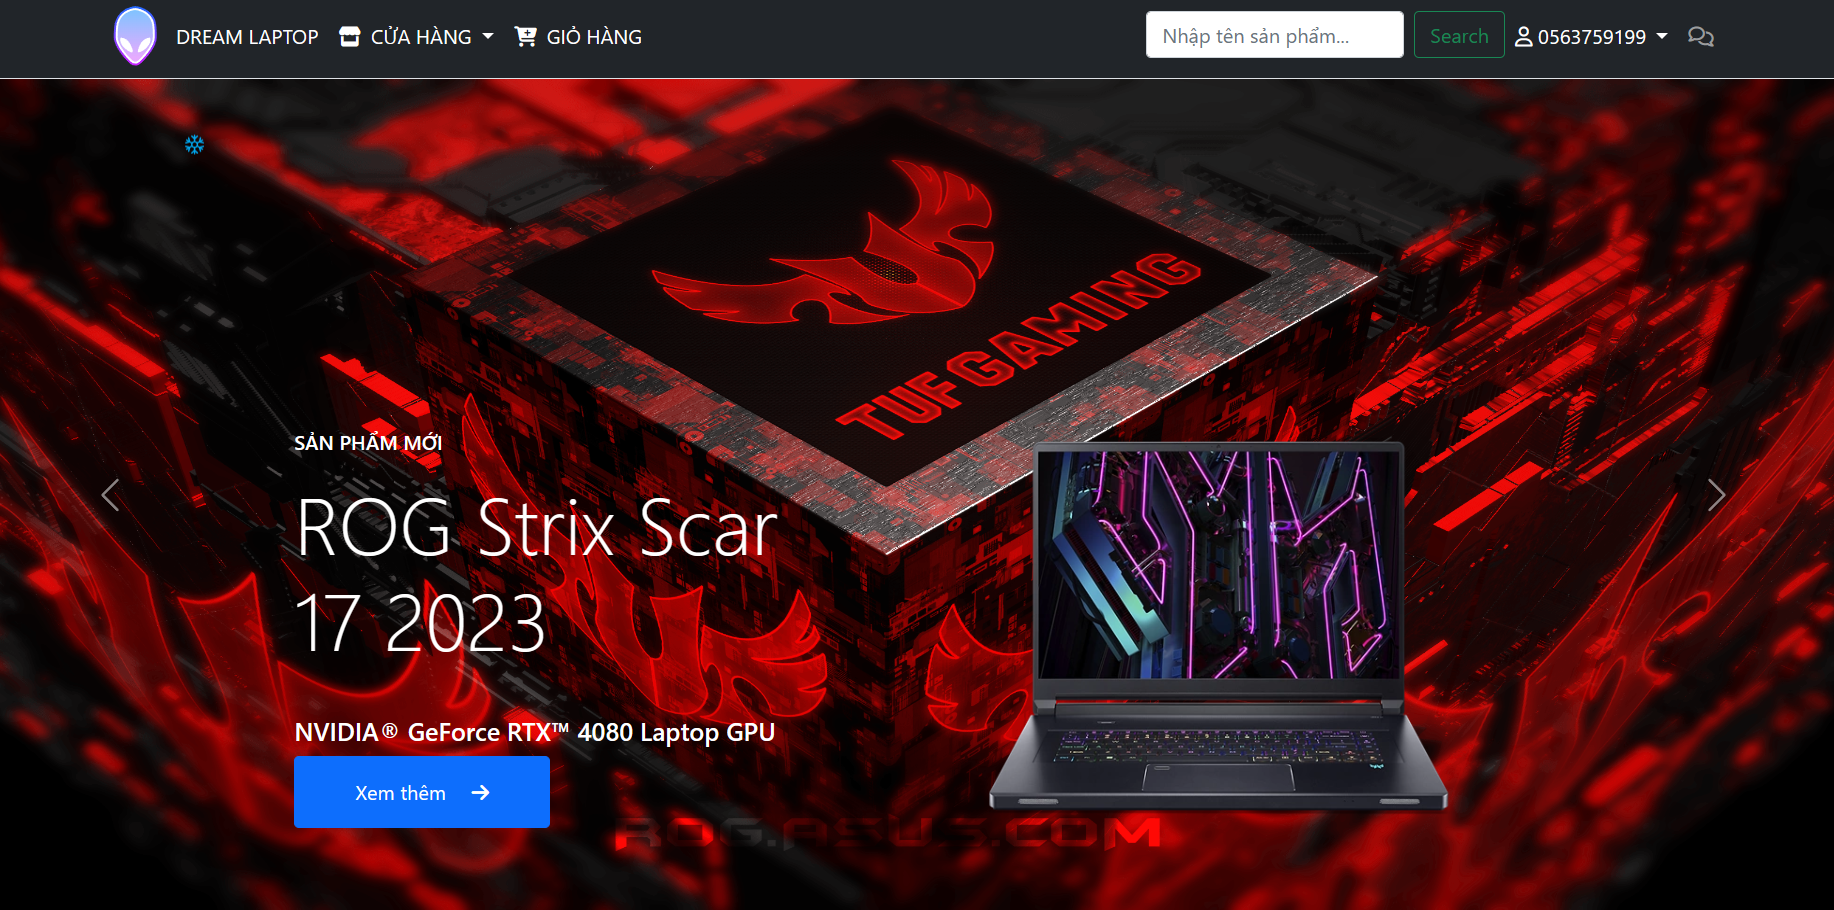 DREAM LAPTOP
CỬA HÀNG
GIỎ HÀNG
Nhập tên sản phẩm...
Search
0563759199
TUF GAMING
SẢN PHẨM MỚI
ROG Strix Scar
17 2023
NVIDIA® GeForce RTX™ 4080 Laptop GPU
Xem thêm
ROG.ASUS.COM